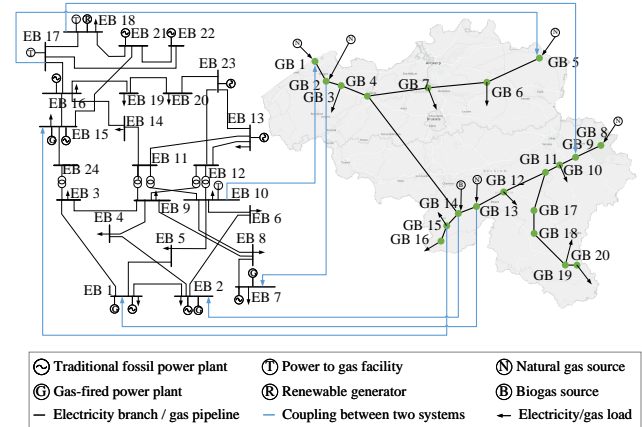 EB 18
EB 17
EB 21
EB 22
EB 23
EB 16
EB 19
EB 20
EB 15
EB 14
EB 13
EB 24
EB 11
EB 12
EB 3
EB 9
EB 10
EB 4
EB 6
EB 5
EB 8
EB 1
EB 2
EB 7
GB 1
GB 2
GB 3
GB 4
GB 7
GB 6
GB 5
GB 8
GB 9
GB 10
GB 11
GB 12
GB 13
GB 14
GB 15
GB 16
GB 17
GB 18
GB 19
GB 20
Traditional fossil power plant
T Power to gas facility
N Natural gas source
G Gas-fired power plant
R Renewable generator
B Biogas source
Electricity branch / gas pipeline
Coupling between two systems
Electricity/gas load